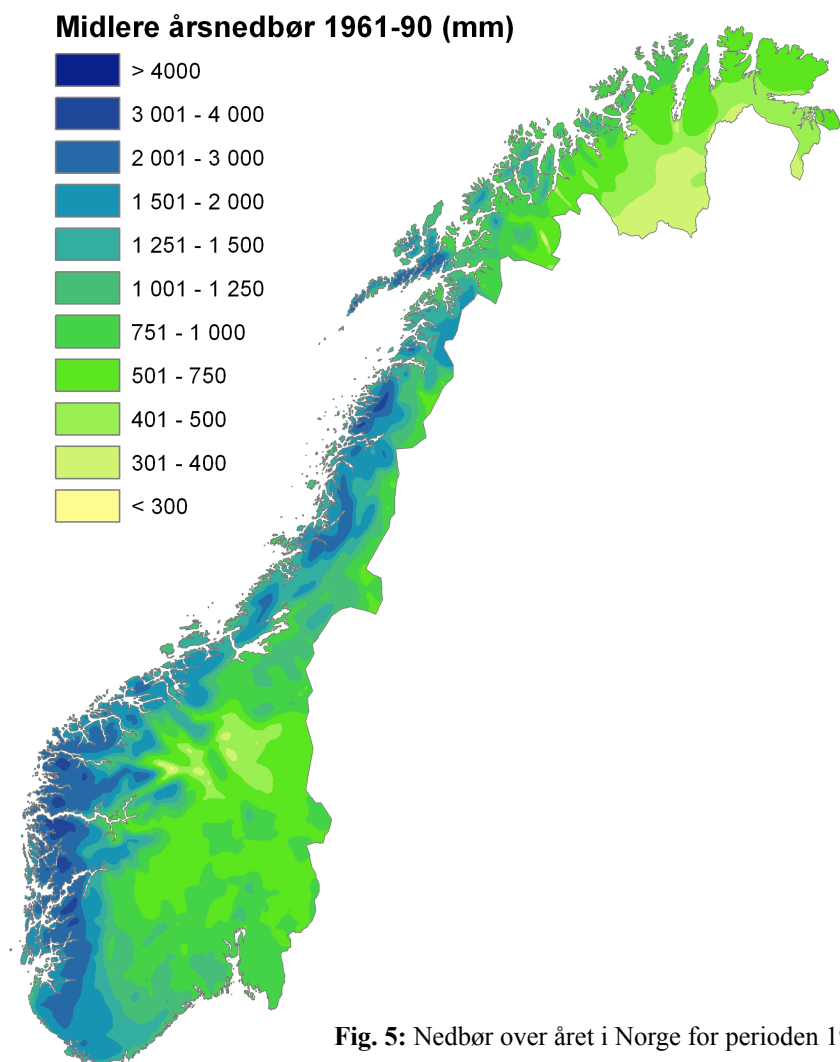 Midlere årsnedbør 1961-90 (mm)
> 4000
3 001 - 4 000
2 001 - 3 000
1 501 - 2 000
1 251 - 1 500
1 001 - 1 250
751 - 1 000
501 - 750
401 - 500
301 - 400
< 300
Fig. 5: Nedbør over året i Norge for perioden